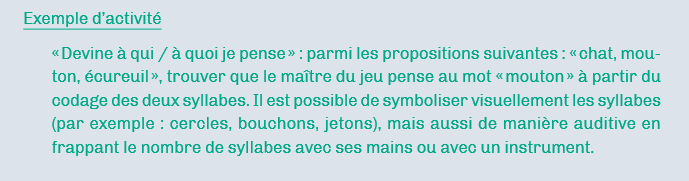 Exemple d'activité
« Devine à qui / à quoi je pense » : parmi les propositions suivantes : « chat, mou-
ton, écureuil », trouver que le maître du jeu pense au mot « mouton » à partir du
codage des deux syllabes. Il est possible de symboliser visuellement les syllabes
(par exemple : cercles, bouchons, jetons), mais aussi de manière auditive en
frappant le nombre de syllabes avec ses mains ou avec un instrument.